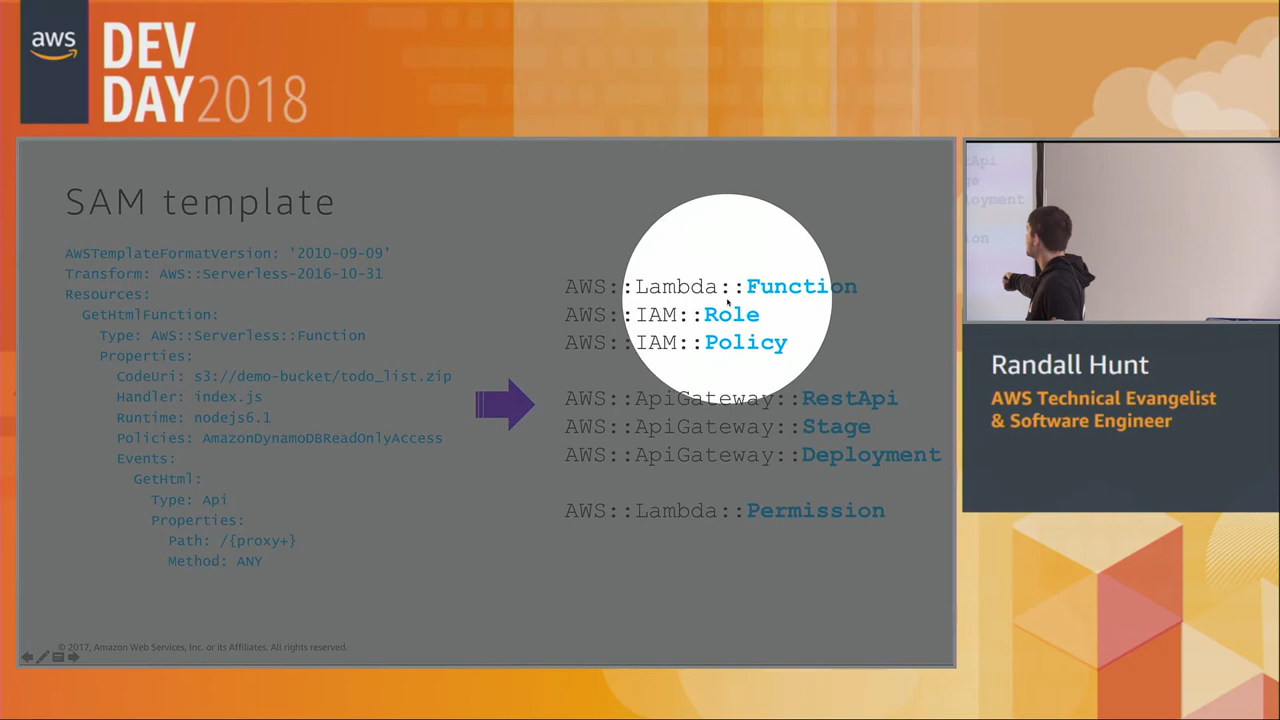 aws
DEV
DAY2018
SAM template
AWSTemplateFormatVersion: '2010-09-09'
Transform: AWS::Serverless-2016-10-31
Resources:
GetHtmlFunction:
Type: AWS::Serverless::Function
Properties:
CodeUri: s3://demo-bucket/todo_list.zip
Handler: index.js
Runtime: nodejs6.1
Policies: AmazonDynamoDBReadOnlyAccess
Events:
GetHtml:
Type: Api
Properties:
Path: /{proxy+}
Method: ANY
AWS::Lambda::Function
AWS::IAM::Role
AWS::IAM::Policy
AWS::ApiGateway::RestApi
AWS::ApiGateway::Stage
AWS::ApiGateway::Deployment
AWS::Lambda::Permission
© 2017, Amazon Web Services, Inc. or its Affiliates. All rights reserved.
Randall Hunt
AWS Technical Evangelist
& Software Engineer